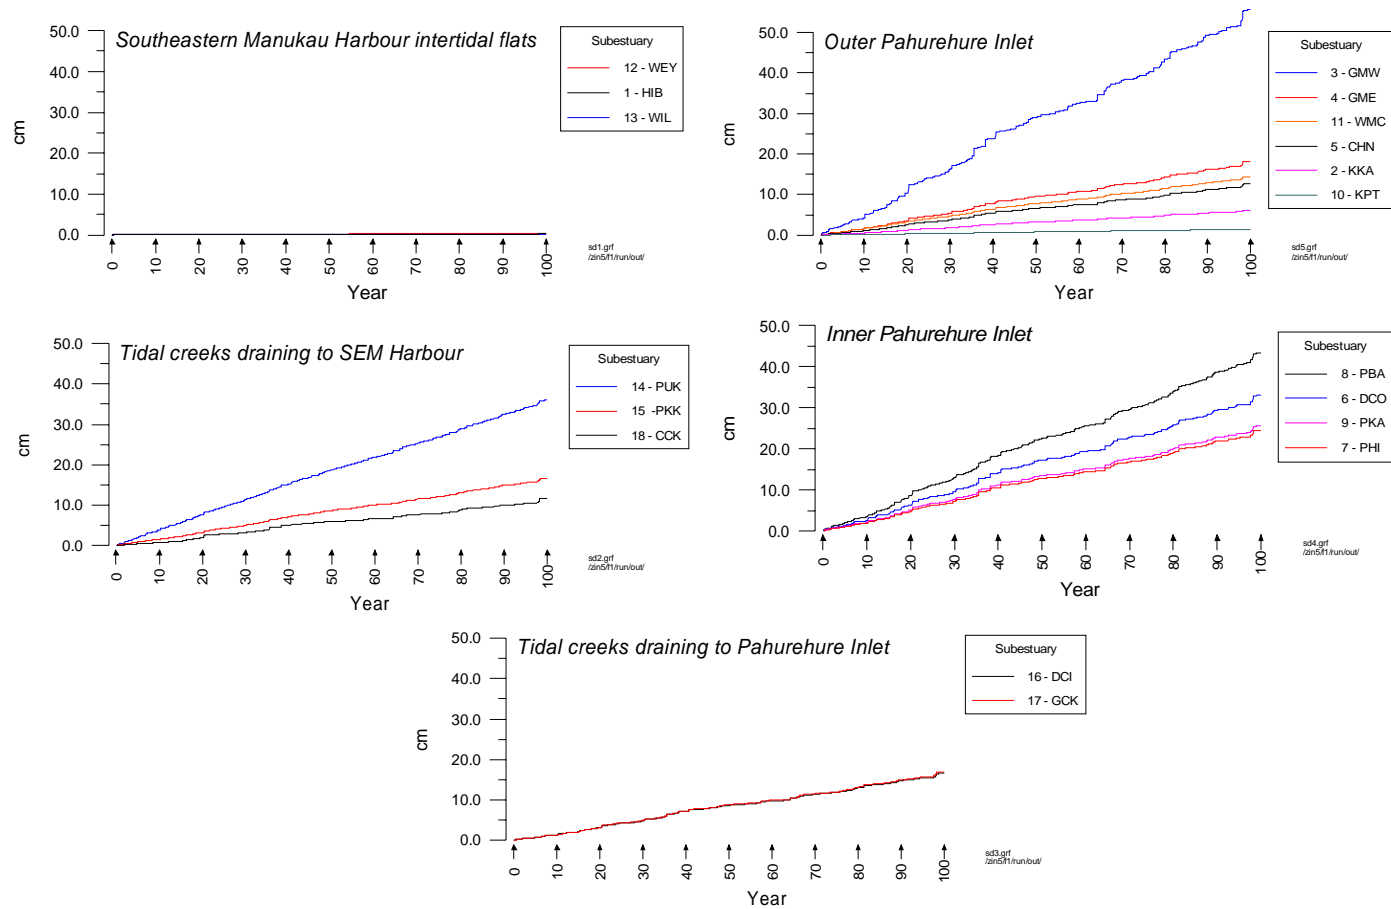 Southeastern Manukau Harbour intertidal flats
50.0
40.0
30.0
20.0
10.0
0.0
cm
0
10
20
30
40
50
60
70
80
90
100
Year
Subestuary
12 - WEY
1 - HIB
13 - WIL
sd1.grf
/zin5/f1/run/out/
Outer Pahurehure Inlet
50.0
40.0
30.0
20.0
10.0
0.0
cm
0
10
20
30
40
50
60
70
80
90
100
Year
Subestuary
3 - GMW
4 - GME
11 - WMC
5 - CHN
2 - KKA
10 - KPT
sd5.grf
/zin5/f1/run/out/
Tidal creeks draining to SEM Harbour
50.0
40.0
30.0
20.0
10.0
0.0
cm
0
10
20
30
40
50
60
70
80
90
100
Year
Subestuary
14 - PUK
15 -PKK
18 - CCK
sd2.grf
/zin5/f1/run/out/
Inner Pahurehure Inlet
50.0
40.0
30.0
20.0
10.0
0.0
cm
0
10
20
30
40
50
60
70
80
90
100
Year
Subestuary
8 - PBA
6 - DCO
9 - PKA
7 - PHI
sd4.grf
/zin5/f1/run/out/
Tidal creeks draining to Pahurehure Inlet
50.0
40.0
30.0
20.0
10.0
0.0
cm
0
10
20
30
40
50
60
70
80
90
100
Year
Subestuary
16 - DCI
17 - GCK
sd3.grf
/zin5/f1/run/out/